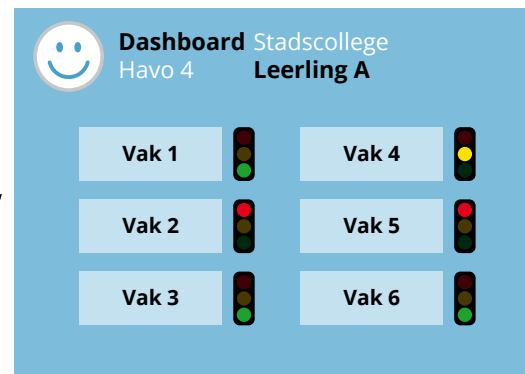 Dashboard Stadscollege
Havo 4 Leerling A
Vak 1
Vak 4
Vak 2
Vak 5
Vak 3
Vak 6